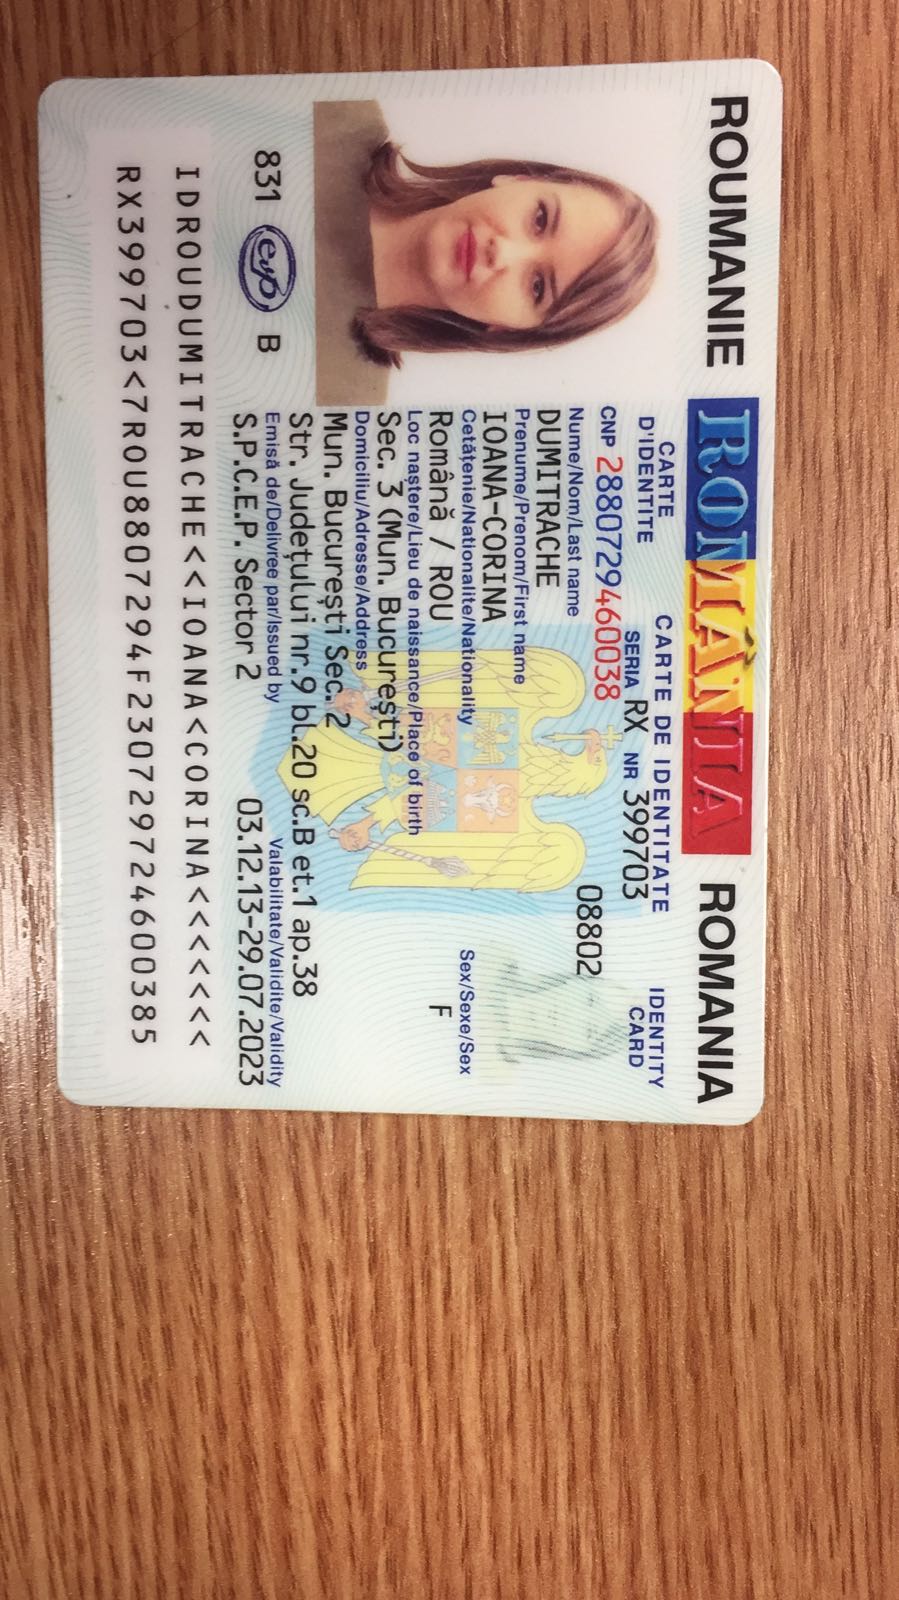 ROUMANIE ROMÂNIA ROMANIA
CARTE D'IDENTITE CARTE DE IDENTITATE IDENTITY CARD
SERIA RX NR 399703
CNP 2880729460038 08802
Nume/Nom/Last name
DUMITRACHE
Prenume/Prenom/First name
IOANA-CORINA
Cetățenie/Nationalite/Nationality Sex/Sexe/Sex
Română / ROU F
Loc naștere/Lieu de naissance/Place of birth
Sec. 3 (Mun. București)
Domiciliu/Adresse/Address
Mun. București Sec. 2
Str. Județului nr.9 bl.20 sc.B et.1 ap.38
Emisă de/Delivree par/Issued by Valabilitate/Validite/Validity
S.P.C.E.P. Sector 2 03.12.13-29.07.2023
831 evp B
IDROUDUMITRACHE<<IOANA<CORINA<<<<<<<
RX399703<7ROU8807294F230729724600385